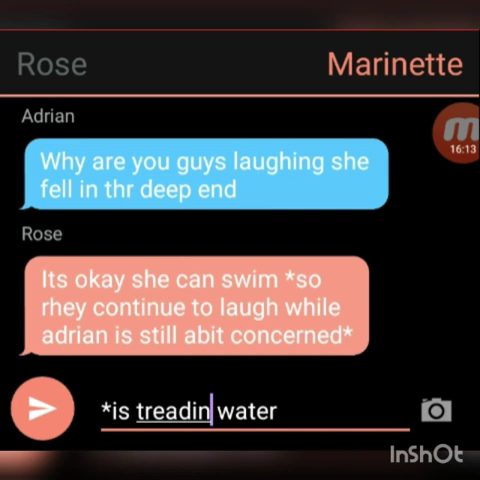 Rose
Marinette
Adrian
16:13
Why are you guys laughing she
fell in thr deep end
Rose
Its okay she can swim *so
rhey continue to laugh while
adrian is still abit concerned*
*is treadin water
InShOt